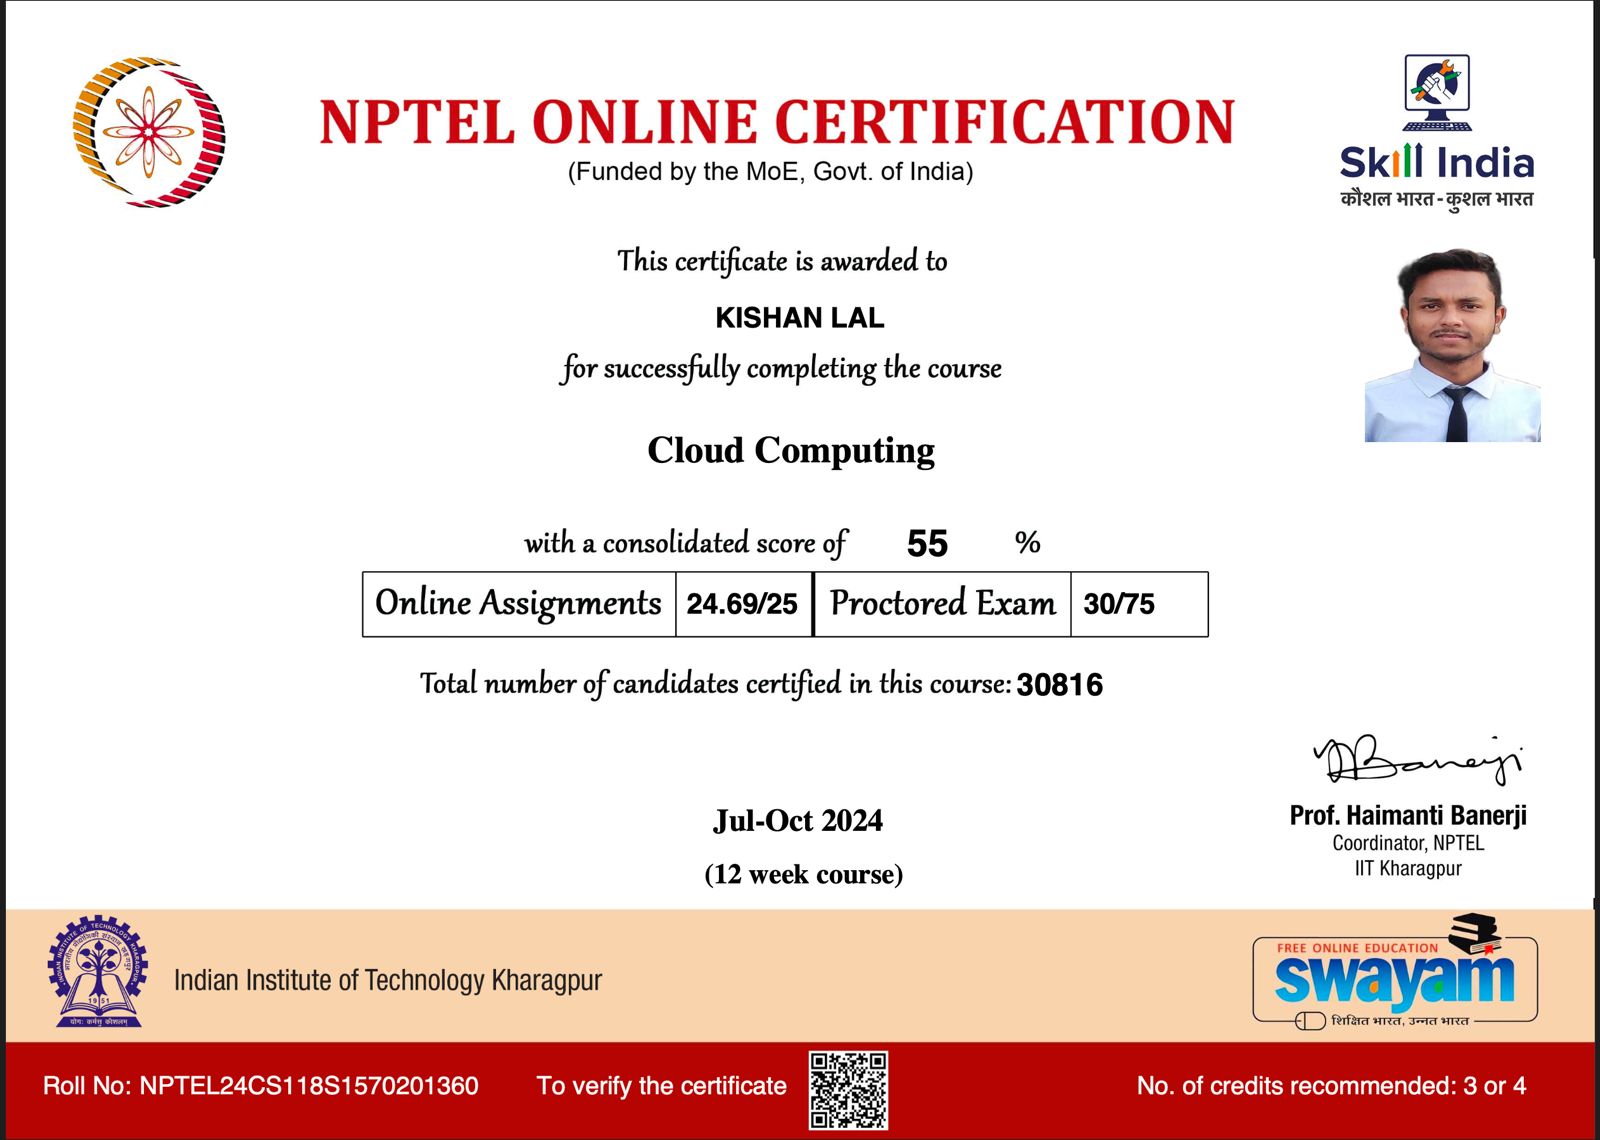 NPTEL ONLINE CERTIFICATION
(Funded by the MoE, Govt. of India)
Skill India
कौशल भारत - कुशल भारत
This certificate is awarded to
KISHAN LAL
for successfully completing the course
Cloud Computing
with a consolidated score of 55 %
Online Assignments 24.69/25 Proctored Exam 30/75
Total number of candidates certified in this course: 30816
Jul-Oct 2024
(12 week course)
Banerji
Prof. Haimanti Banerji
Coordinator, NPTEL
IIT Kharagpur
INDIAN INSTITUTE OF TECHNOLOGY KHARAGPUR
1951
योगः कर्मसु कौशलम्
Indian Institute of Technology Kharagpur
FREE ONLINE EDUCATION
swayam
शिक्षित भारत, उन्नत भारत
Roll No: NPTEL24CS118S1570201360
To verify the certificate
No. of credits recommended: 3 or 4